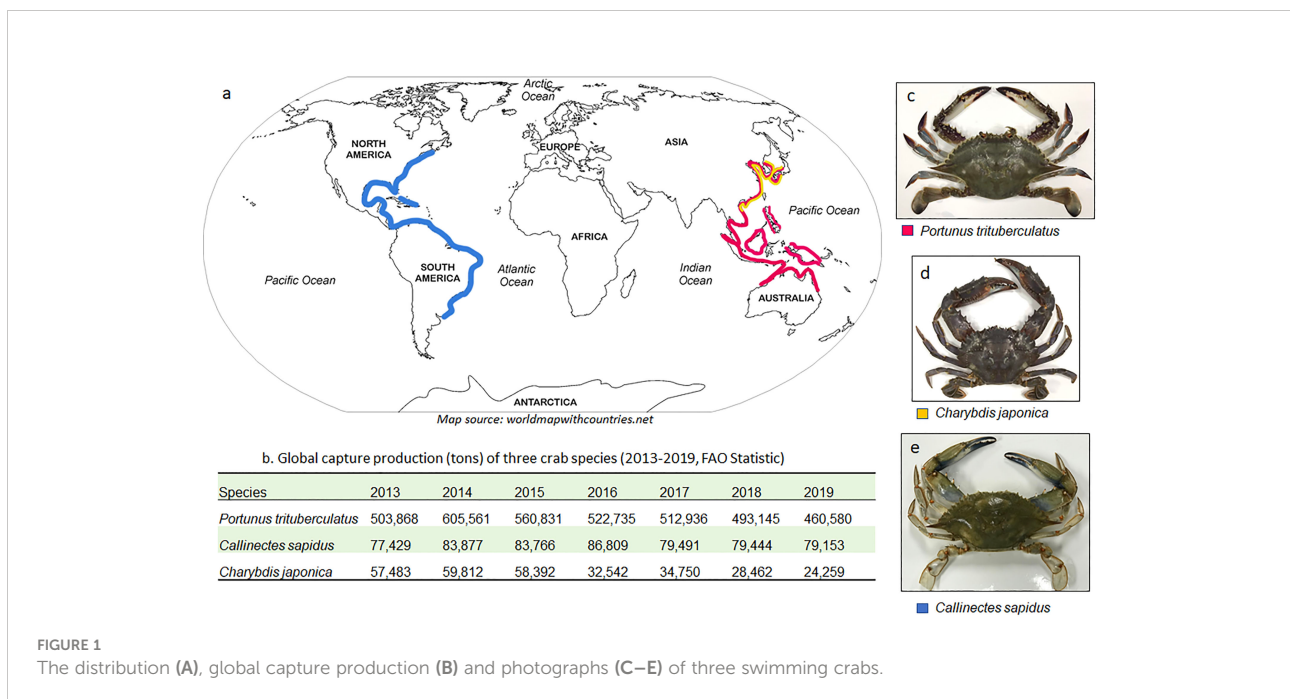 a
Arctic
Ocean
NORTH
AMERICA
EUROPE
ASIA
Pacific Ocean
AFRICA
SOUTH
AMERICA
Atlantic
Ocean
Indian
Ocean
Pacific Ocean
AUSTRALIA
ANTARCTICA
Map source: worldmapwithcountries.net
c
Portunus trituberculatus
d
Charybdis japonica
e
Callinectes sapidus
b. Global capture production (tons) of three crab species (2013-2019, FAO Statistic)
Species 2013 2014 2015 2016 2017 2018 2019
Portunus trituberculatus 503,868 605,561 560,831 522,735 512,936 493,145 460,580
Callinectes sapidus 77,429 83,877 83,766 86,809 79,491 79,444 79,153
Charybdis japonica 57,483 59,812 58,392 32,542 34,750 28,462 24,259
FIGURE 1
The distribution (A), global capture production (B) and photographs (C–E) of three swimming crabs.